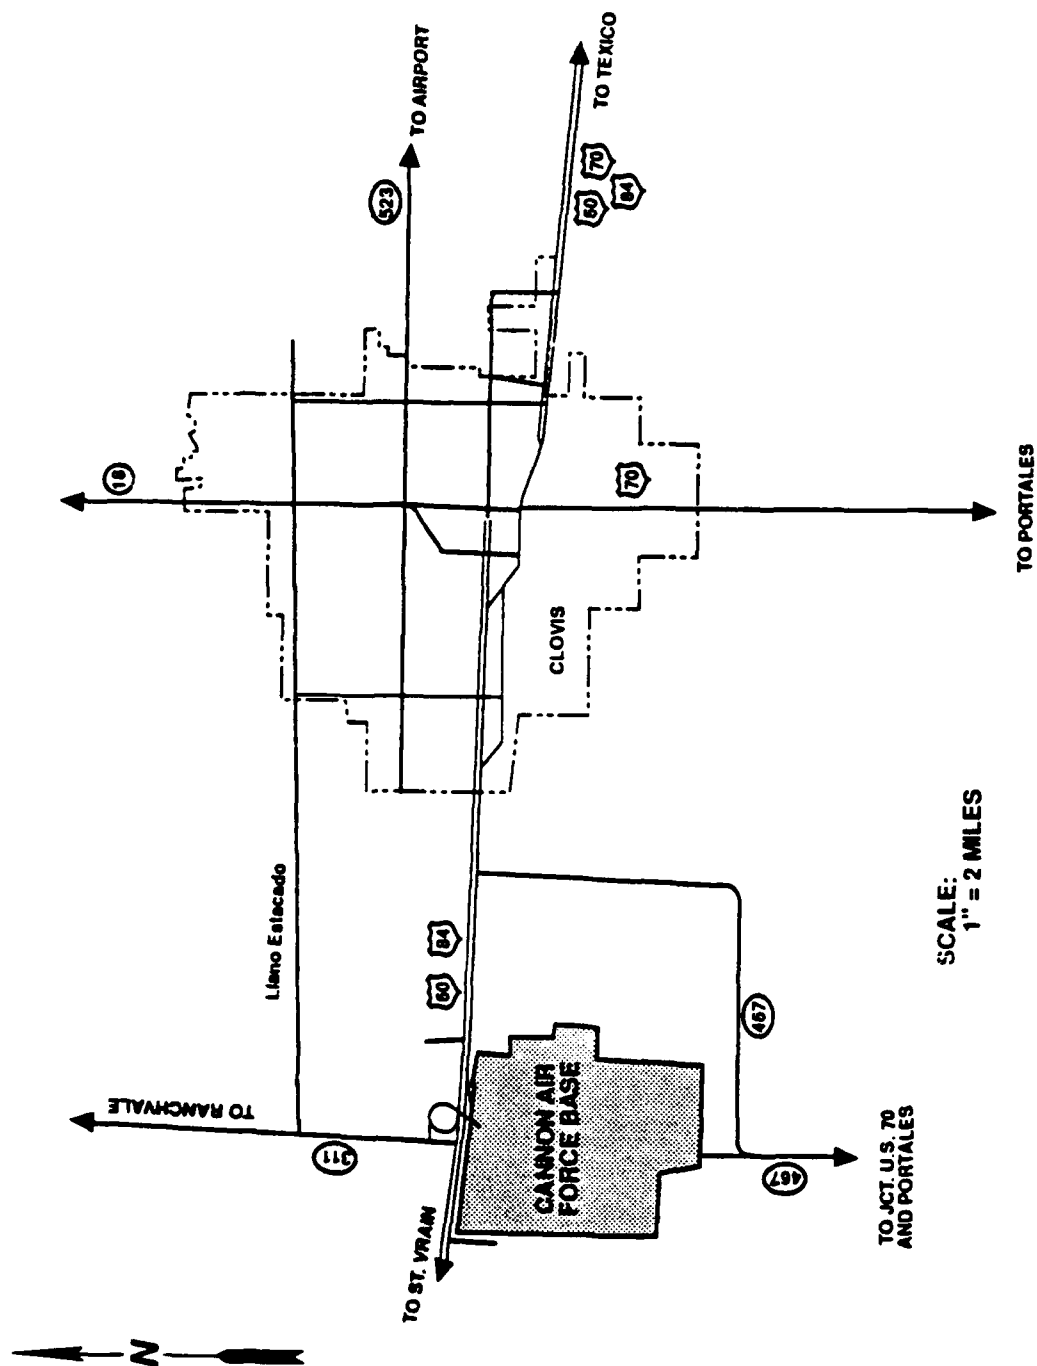 N
TO RANCHVALE
311
Llano Estacado
18
523
TO AIRPORT
60
84
TO ST. VRAIN
CANNON AIR
FORCE BASE
CLOVIS
70
60
70
84
TO TEXICO
467
467
TO JCT. U.S. 70
AND PORTALES
SCALE:
1" = 2 MILES
TO PORTALES